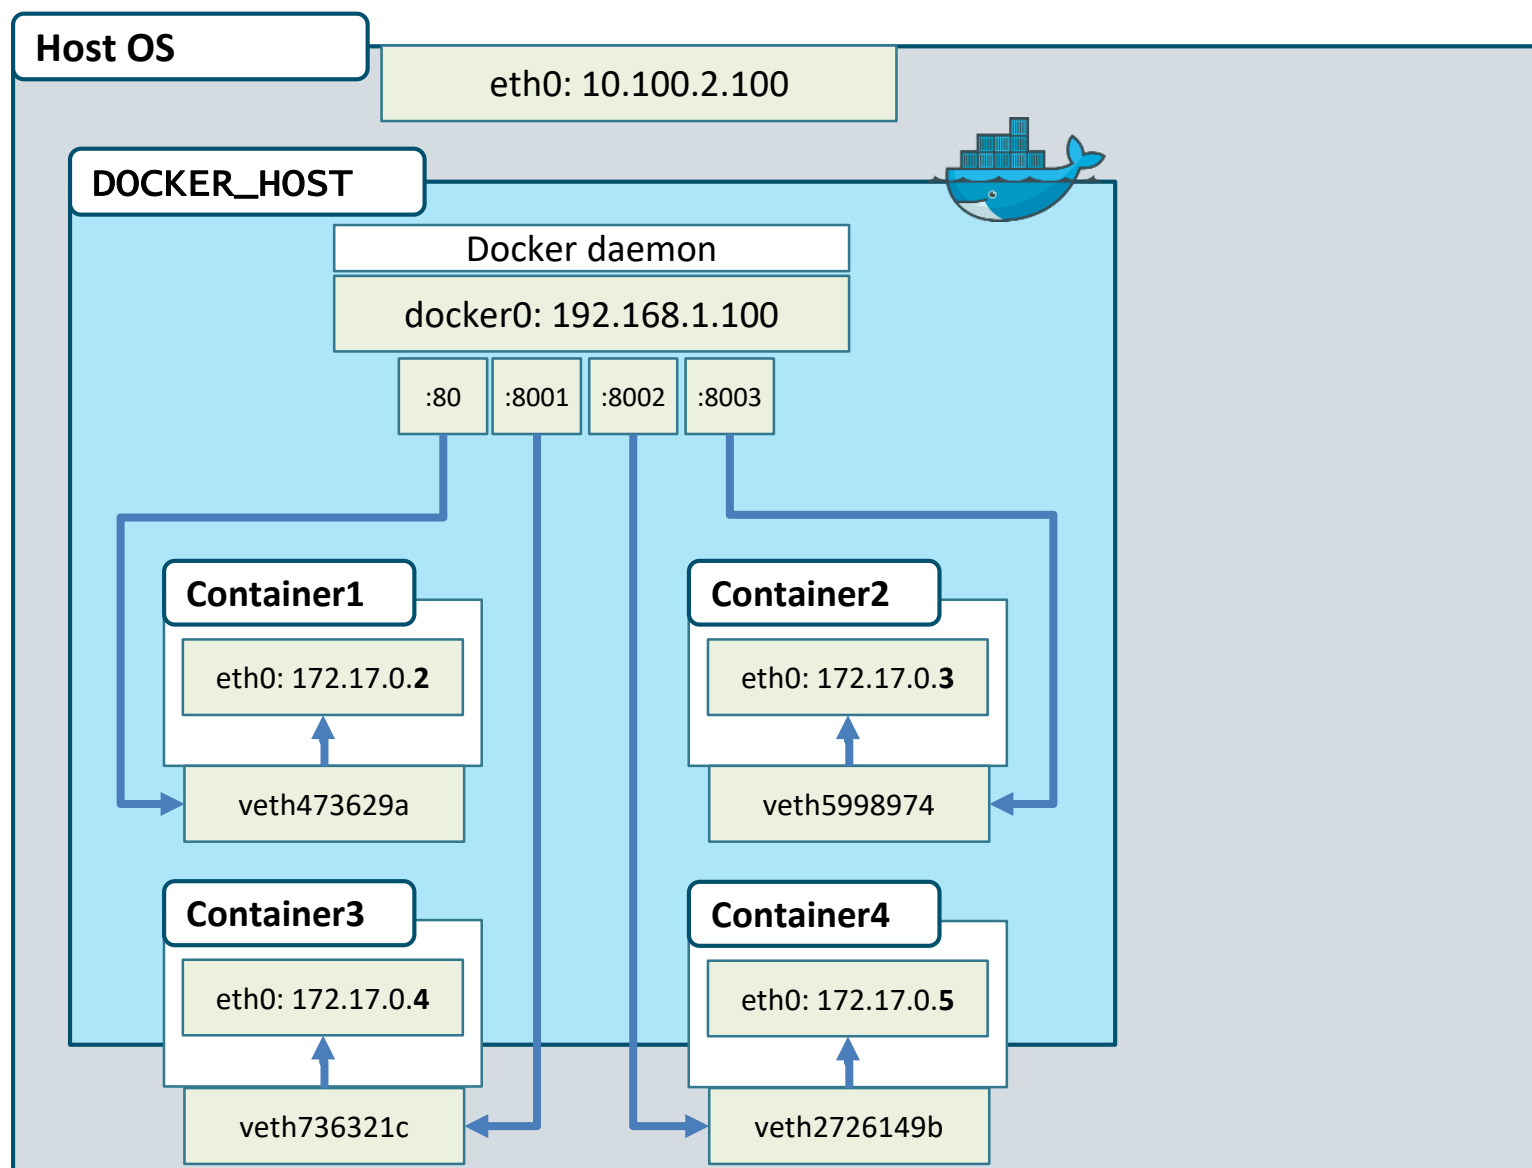 Host OS
eth0: 10.100.2.100
DOCKER_HOST
Docker daemon
docker0: 192.168.1.100
:80
:8001
:8002
:8003
Container1
eth0: 172.17.0.2
veth473629a
Container2
eth0: 172.17.0.3
veth5998974
Container3
eth0: 172.17.0.4
veth736321c
Container4
eth0: 172.17.0.5
veth2726149b